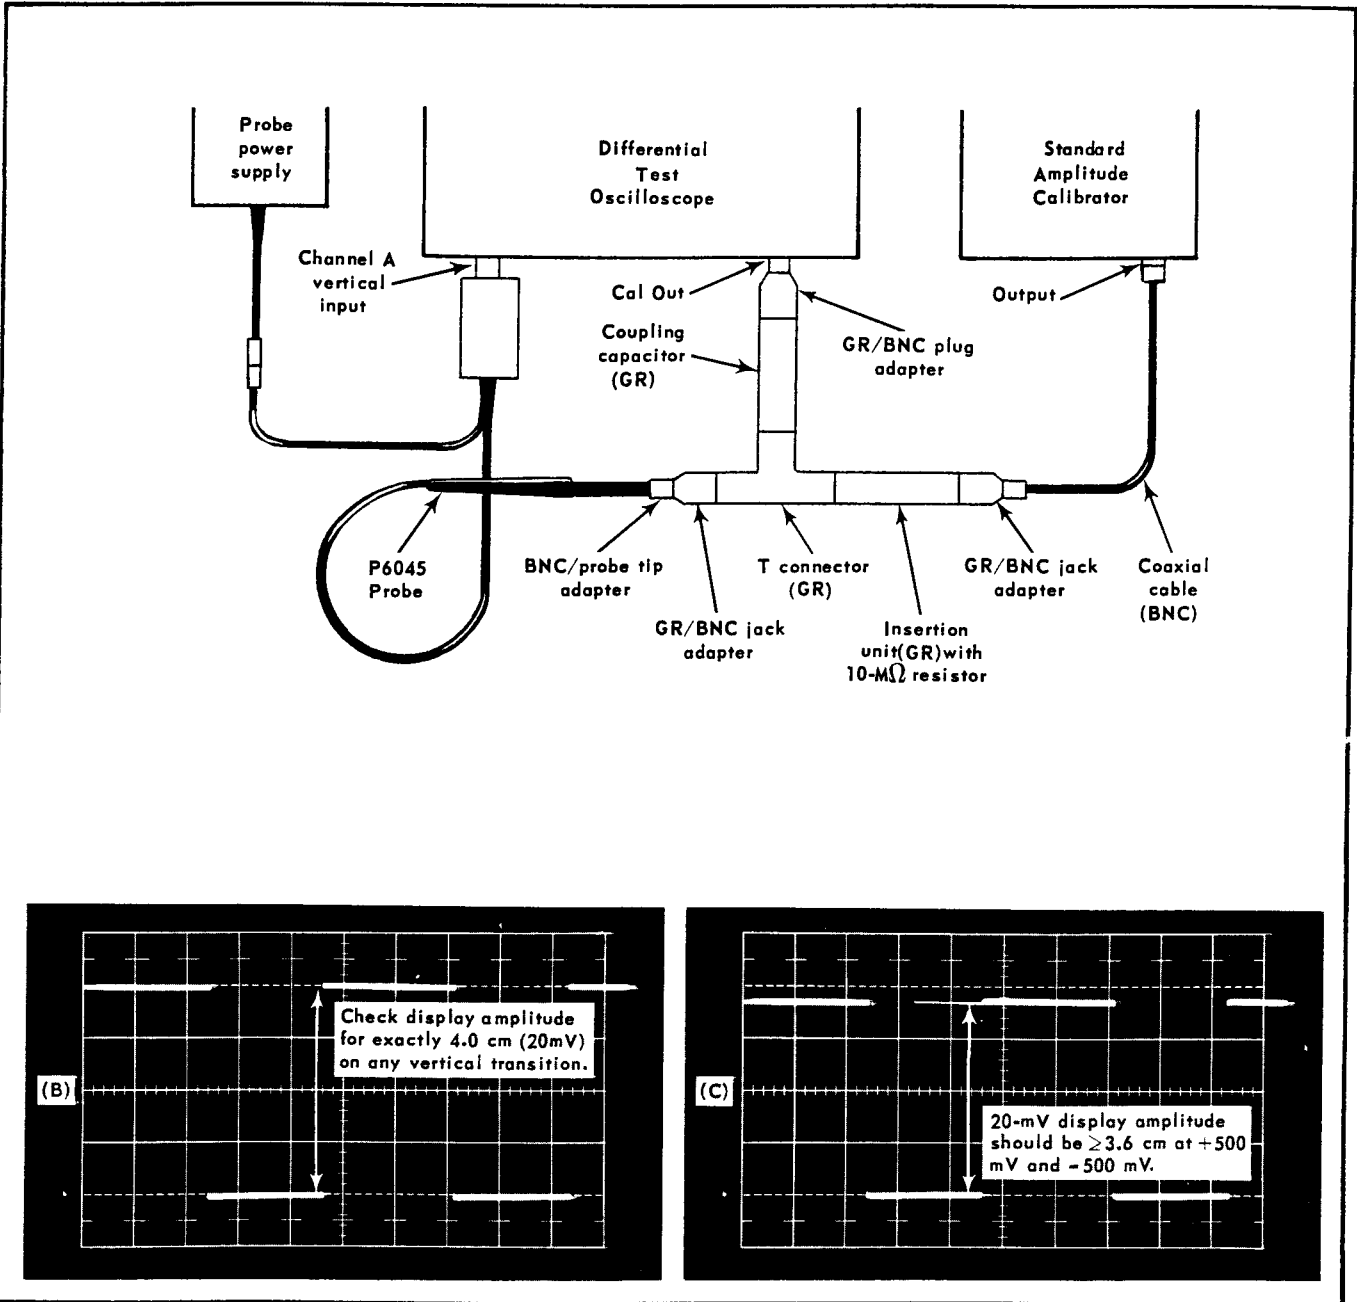 Probe
power
supply
Differential
Test
Oscilloscope
Standard
Amplitude
Calibrator
Channel A
vertical
input
Cal Out
Output
Coupling
capacitor
(GR)
GR/BNC plug
adapter
P6045
Probe
BNC/probe tip
adapter
T connector
(GR)
GR/BNC jack
adapter
Coaxial
cable
(BNC)
GR/BNC jack
adapter
Insertion
unit(GR)with
10-MΩ resistor
(B)
Check display amplitude
for exactly 4.0 cm (20mV)
on any vertical transition.
(C)
20-mV display amplitude
should be ≥3.6 cm at +500
mV and -500 mV.